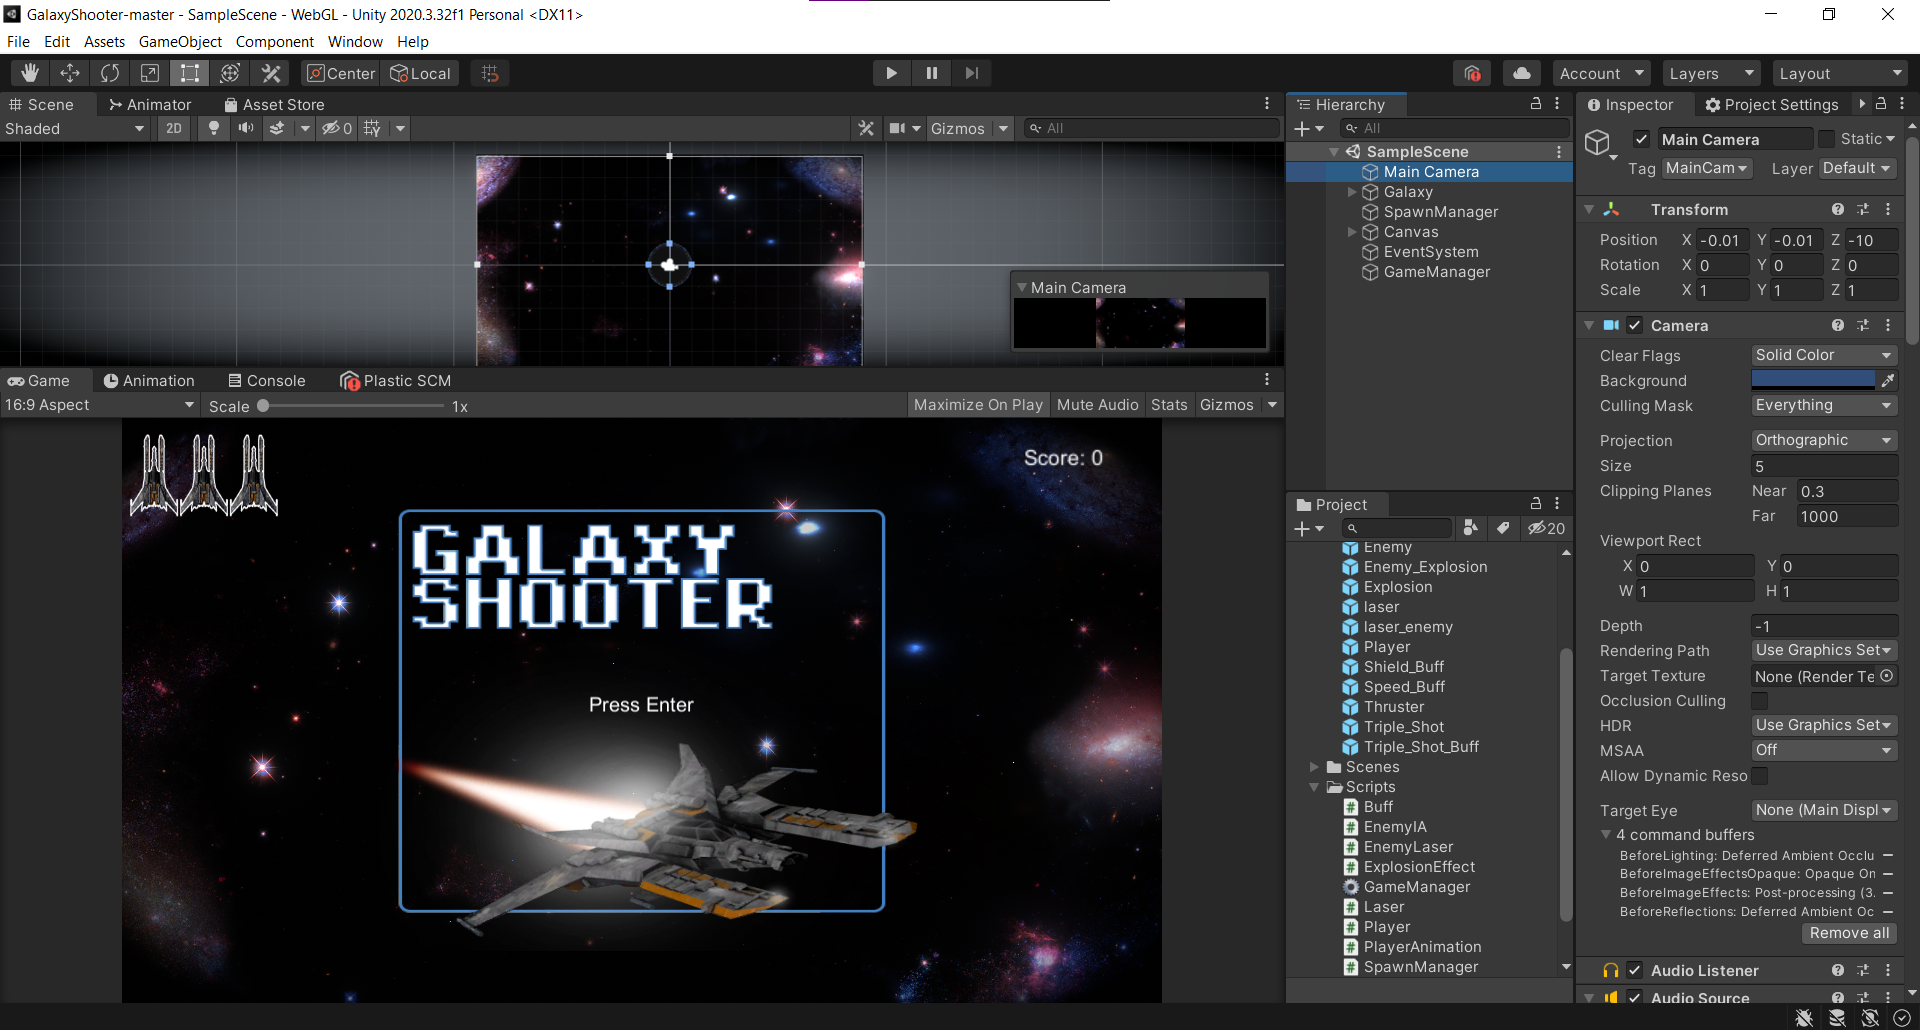 GalaxyShooter-master - SampleScene - WebGL - Unity 2020.3.32f1 Personal <DX11>
File Edit Assets GameObject Component Window Help
Center Local
Account Layers Layout
Scene Animator Asset Store
Shaded 2D 0 Gizmos All
Main Camera
Game Animation Console Plastic SCM
16:9 Aspect Scale 1x Maximize On Play Mute Audio Stats Gizmos
Score: 0
GALAXY
SHOOTER
Press Enter
Hierarchy
All
SampleScene
Main Camera
Galaxy
SpawnManager
Canvas
EventSystem
GameManager
Project
20
Enemy
Enemy_Explosion
Explosion
laser
laser_enemy
Player
Shield_Buff
Speed_Buff
Thruster
Triple_Shot
Triple_Shot_Buff
Scenes
Scripts
Buff
EnemyIA
EnemyLaser
ExplosionEffect
GameManager
Laser
Player
PlayerAnimation
SpawnManager
Inspector Project Settings
Main Camera Static
Tag MainCam Layer Default
Transform
Position X -0.01 Y -0.01 Z -10
Rotation X 0 Y 0 Z 0
Scale X 1 Y 1 Z 1
Camera
Clear Flags Solid Color
Background
Culling Mask Everything
Projection Orthographic
Size 5
Clipping Planes Near 0.3
Far 1000
Viewport Rect
X 0 Y 0
W 1 H 1
Depth -1
Rendering Path Use Graphics Set
Target Texture None (Render Te
Occlusion Culling
HDR Use Graphics Set
MSAA Off
Allow Dynamic Reso
Target Eye None (Main Displ
4 command buffers
BeforeLighting: Deferred Ambient Occlu
BeforeImageEffectsOpaque: Opaque On
BeforeImageEffects: Post-processing (3.
BeforeReflections: Deferred Ambient Oc
Remove all
Audio Listener
Audio Source